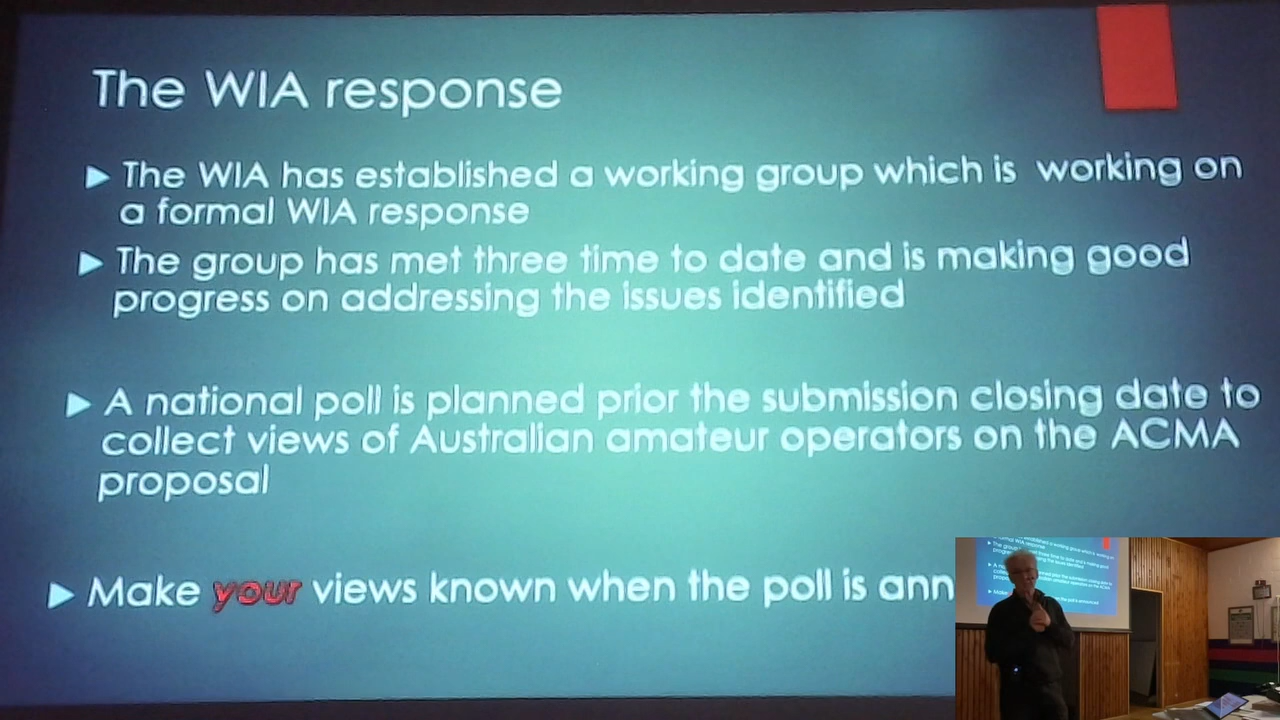 The WIA response
The WIA has established a working group which is working on
a formal WIA response
The group has met three time to date and is making good
progress on addressing the issues identified
A national poll is planned prior the submission closing date to
collect views of Australian amateur operators on the ACMA
proposal
Make your views known when the poll is ann